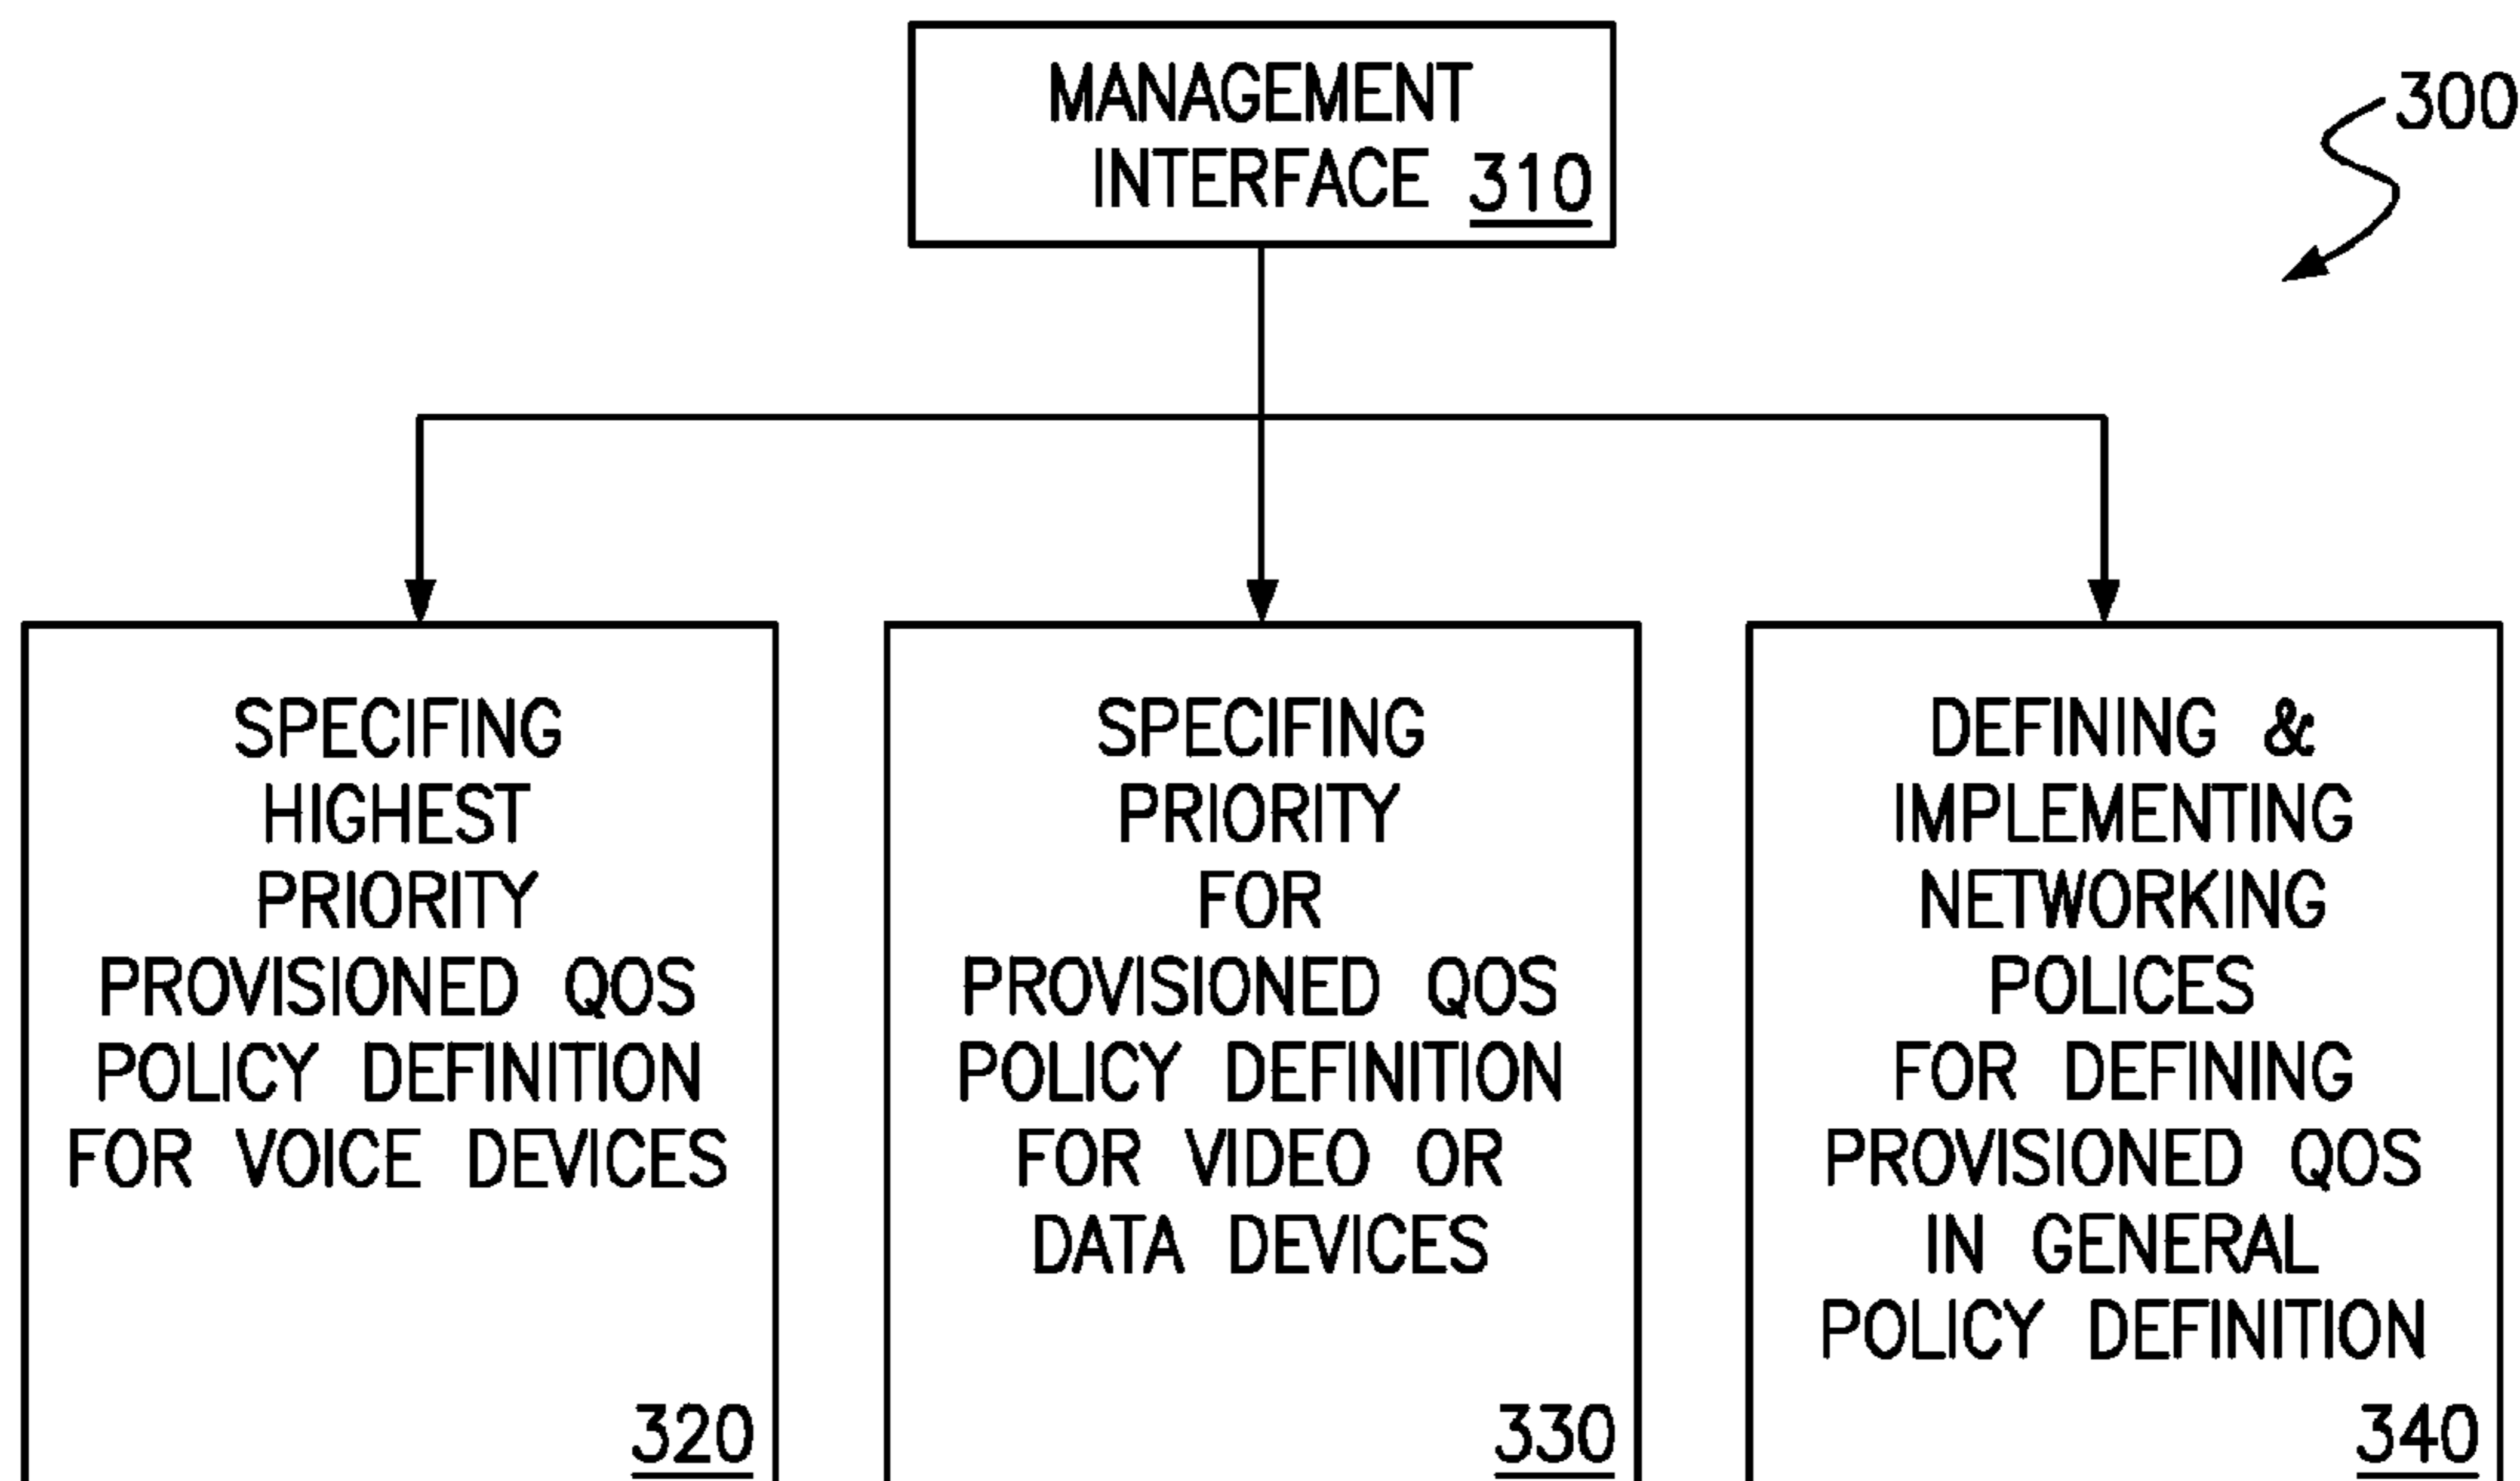 MANAGEMENT
INTERFACE 310
300
SPECIFING
HIGHEST
PRIORITY
PROVISIONED QOS
POLICY DEFINITION
FOR VOICE DEVICES
320
SPECIFING
PRIORITY
FOR
PROVISIONED QOS
POLICY DEFINITION
FOR VIDEO OR
DATA DEVICES
330
DEFINING &
IMPLEMENTING
NETWORKING
POLICES
FOR DEFINING
PROVISIONED QOS
IN GENERAL
POLICY DEFINITION
340